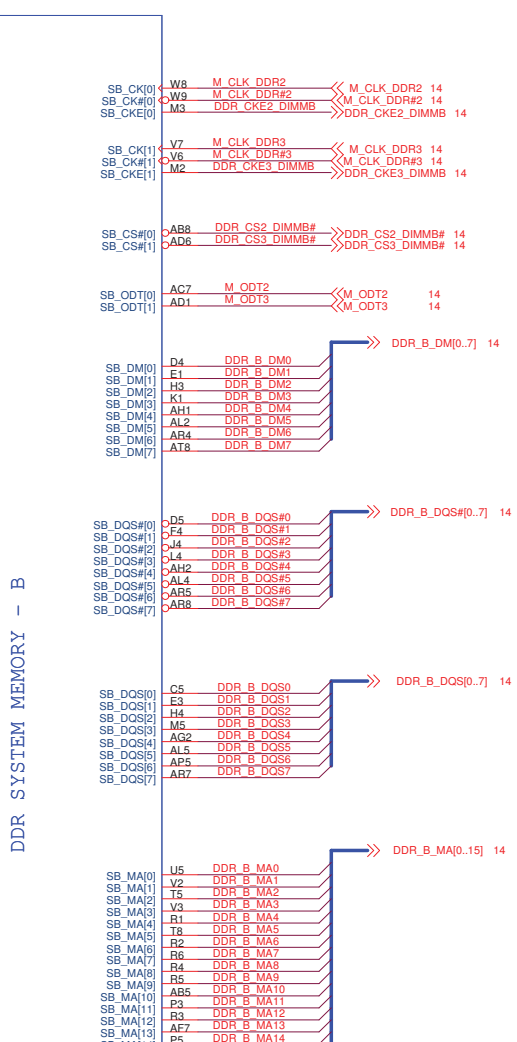 SB_CK[0] W8 M_CLK_DDR2 M_CLK_DDR2 14
SB_CK#[0] W9 M_CLK_DDR#2 M_CLK_DDR#2 14
SB_CKE[0] M3 DDR_CKE2_DIMMB DDR_CKE2_DIMMB 14
SB_CK[1] V7 M_CLK_DDR3 M_CLK_DDR3 14
SB_CK#[1] V6 M_CLK_DDR#3 M_CLK_DDR#3 14
SB_CKE[1] M2 DDR_CKE3_DIMMB DDR_CKE3_DIMMB 14
SB_CS#[0] AB8 DDR_CS2_DIMMB# DDR_CS2_DIMMB# 14
SB_CS#[1] AD6 DDR_CS3_DIMMB# DDR_CS3_DIMMB# 14
SB_ODT[0] AC7 M_ODT2 M_ODT2 14
SB_ODT[1] AD1 M_ODT3 M_ODT3 14
DDR_B_DM[0..7] 14
SB_DM[0] D4 DDR_B_DM0
SB_DM[1] E1 DDR_B_DM1
SB_DM[2] H3 DDR_B_DM2
SB_DM[3] K1 DDR_B_DM3
SB_DM[4] AH1 DDR_B_DM4
SB_DM[5] AL2 DDR_B_DM5
SB_DM[6] AR4 DDR_B_DM6
SB_DM[7] AT8 DDR_B_DM7
DDR_B_DQS#[0..7] 14
SB_DQS#[0] D5 DDR_B_DQS#0
SB_DQS#[1] F4 DDR_B_DQS#1
SB_DQS#[2] J4 DDR_B_DQS#2
SB_DQS#[3] L4 DDR_B_DQS#3
SB_DQS#[4] AH2 DDR_B_DQS#4
SB_DQS#[5] AL4 DDR_B_DQS#5
SB_DQS#[6] AR5 DDR_B_DQS#6
SB_DQS#[7] AR8 DDR_B_DQS#7
DDR SYSTEM MEMORY - B
DDR_B_DQS[0..7] 14
SB_DQS[0] C5 DDR_B_DQS0
SB_DQS[1] E3 DDR_B_DQS1
SB_DQS[2] H4 DDR_B_DQS2
SB_DQS[3] M5 DDR_B_DQS3
SB_DQS[4] AG2 DDR_B_DQS4
SB_DQS[5] AL5 DDR_B_DQS5
SB_DQS[6] AP5 DDR_B_DQS6
SB_DQS[7] AR7 DDR_B_DQS7
DDR_B_MA[0..15] 14
SB_MA[0] U5 DDR_B_MA0
SB_MA[1] V2 DDR_B_MA1
SB_MA[2] T5 DDR_B_MA2
SB_MA[3] V3 DDR_B_MA3
SB_MA[4] R1 DDR_B_MA4
SB_MA[5] T8 DDR_B_MA5
SB_MA[6] R2 DDR_B_MA6
SB_MA[7] R6 DDR_B_MA7
SB_MA[8] R4 DDR_B_MA8
SB_MA[9] R5 DDR_B_MA9
SB_MA[10] AB5 DDR_B_MA10
SB_MA[11] P3 DDR_B_MA11
SB_MA[12] R3 DDR_B_MA12
SB_MA[13] AF7 DDR_B_MA13
P5 DDR_B_MA14